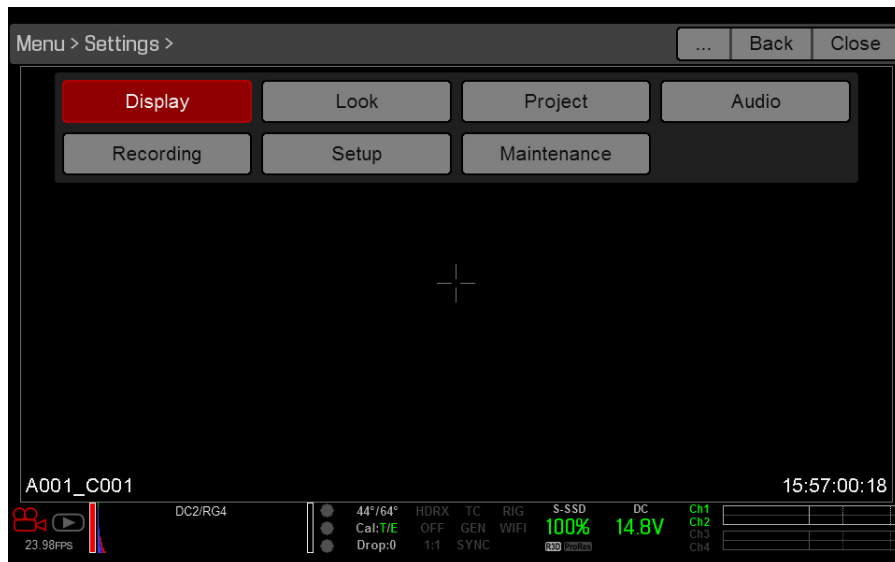 Menu > Settings > ... Back Close
Display Look Project Audio
Recording Setup Maintenance
A001_C001 15:57:00:18
DC2/RG4 44°/64° HDRX TC RIG S-SSD DC Ch1
Cal:T/E OFF GEN WIFI 100% 14.8V Ch2
23.98FPS Drop:0 1:1 SYNC R3D ProRes Ch3
Ch4